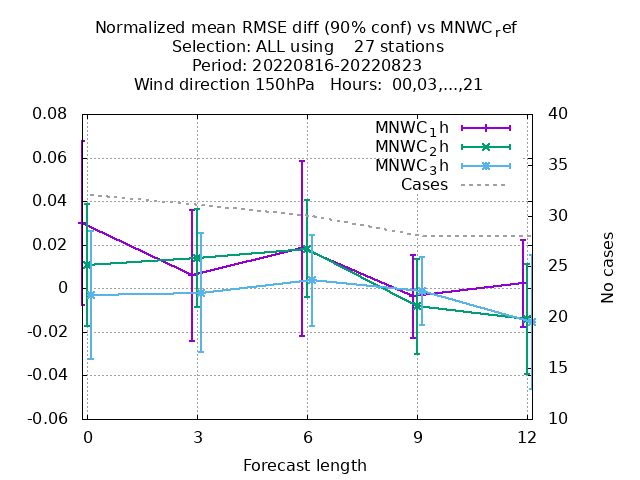 Normalized mean RMSE diff (90% conf) vs MNWCref
Selection: ALL using    27 stations
Period: 20220816-20220823
Wind direction 150hPa   Hours:  00,03,...,21
0.08
0.06
0.04
0.02
0
-0.02
-0.04
-0.06
40
35
30
25
20
15
10
MNWC1h
MNWC2h
MNWC3h
Cases
No cases
0
3
6
9
12
Forecast length